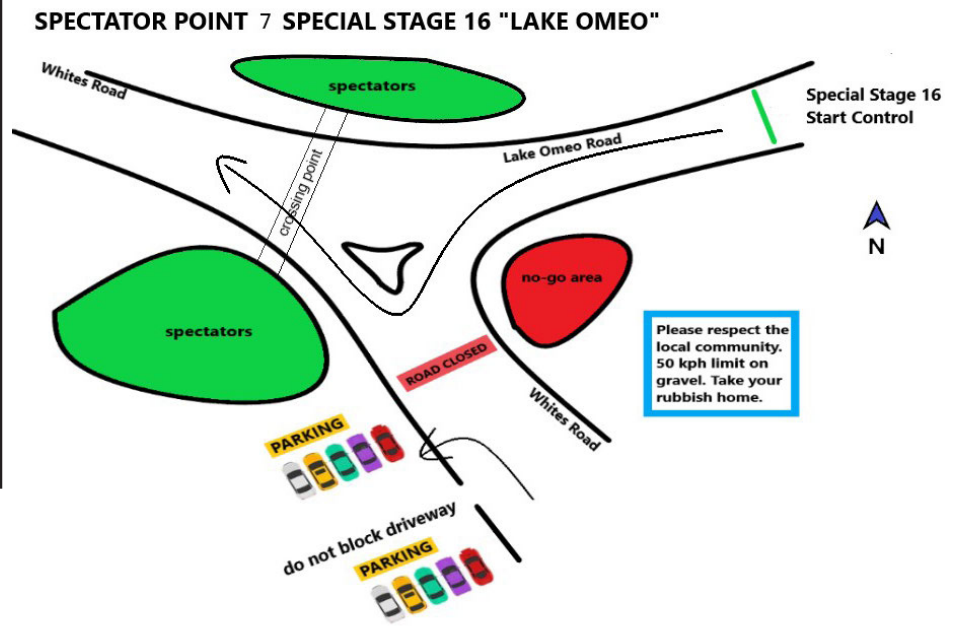 SPECTATOR POINT 7 SPECIAL STAGE 16 "LAKE OMEO"
Whites Road
spectators
Special Stage 16
Start Control
Lake Omeo Road
crossing point
N
no-go area
spectators
Please respect the
local community.
50 kph limit on
gravel. Take your
rubbish home.
ROAD CLOSED
Whites Road
PARKING
do not block driveway
PARKING